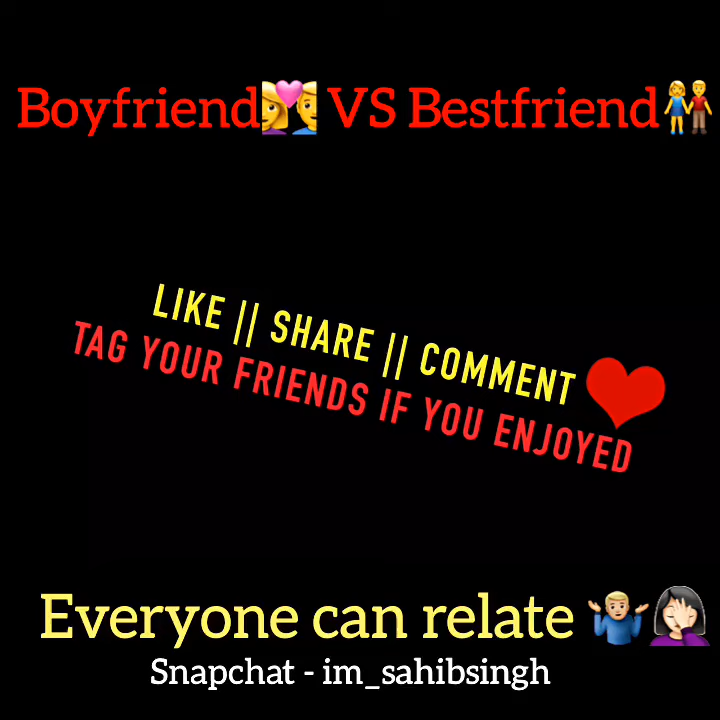 Boyfriend💏 VS Bestfriend👫
LIKE || SHARE || COMMENT ❤
TAG YOUR FRIENDS IF YOU ENJOYED
Everyone can relate 🤷🏼‍♂️🤦🏻‍♀️
Snapchat - im_sahibsingh